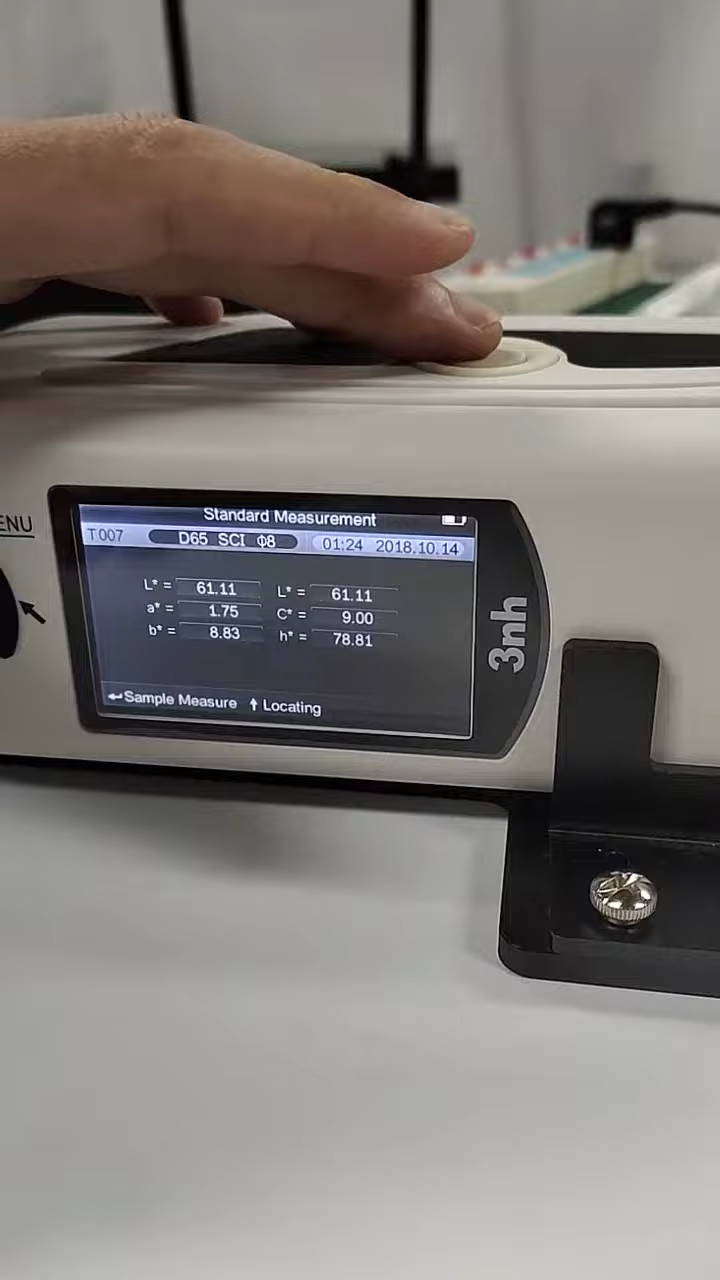 ENU
Standard Measurement
T007 D65 SCI Φ8 01:24 2018.10.14
L* = 61.11 L* = 61.11
a* = 1.75 C* = 9.00
b* = 8.83 h* = 78.81
Sample Measure Locating
3nh